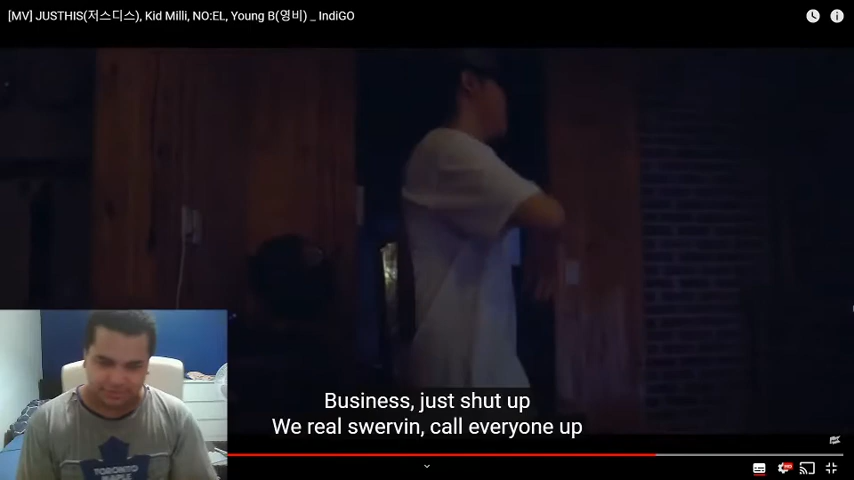 [MV] JUSTHIS(저스디스), Kid Milli, NO:EL, Young B(영비) _ IndiGO
Business, just shut up
We real swervin, call everyone up
TORONTO
MAPLE